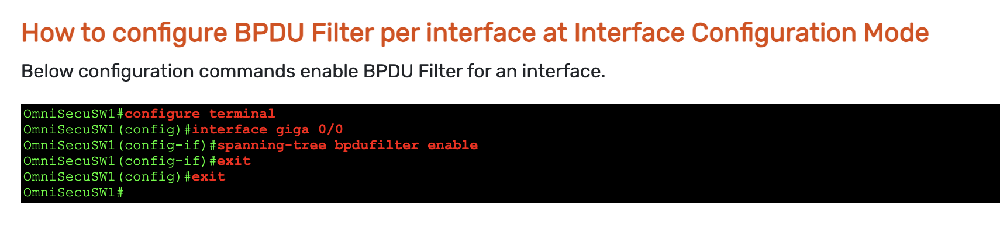 How to configure BPDU Filter per interface at Interface Configuration Mode
Below configuration commands enable BPDU Filter for an interface.
OmniSecuSW1#configure terminal
OmniSecuSW1(config)#interface giga 0/0
OmniSecuSW1(config-if)#spanning-tree bpdufilter enable
OmniSecuSW1(config-if)#exit
OmniSecuSW1(config)#exit
OmniSecuSW1#